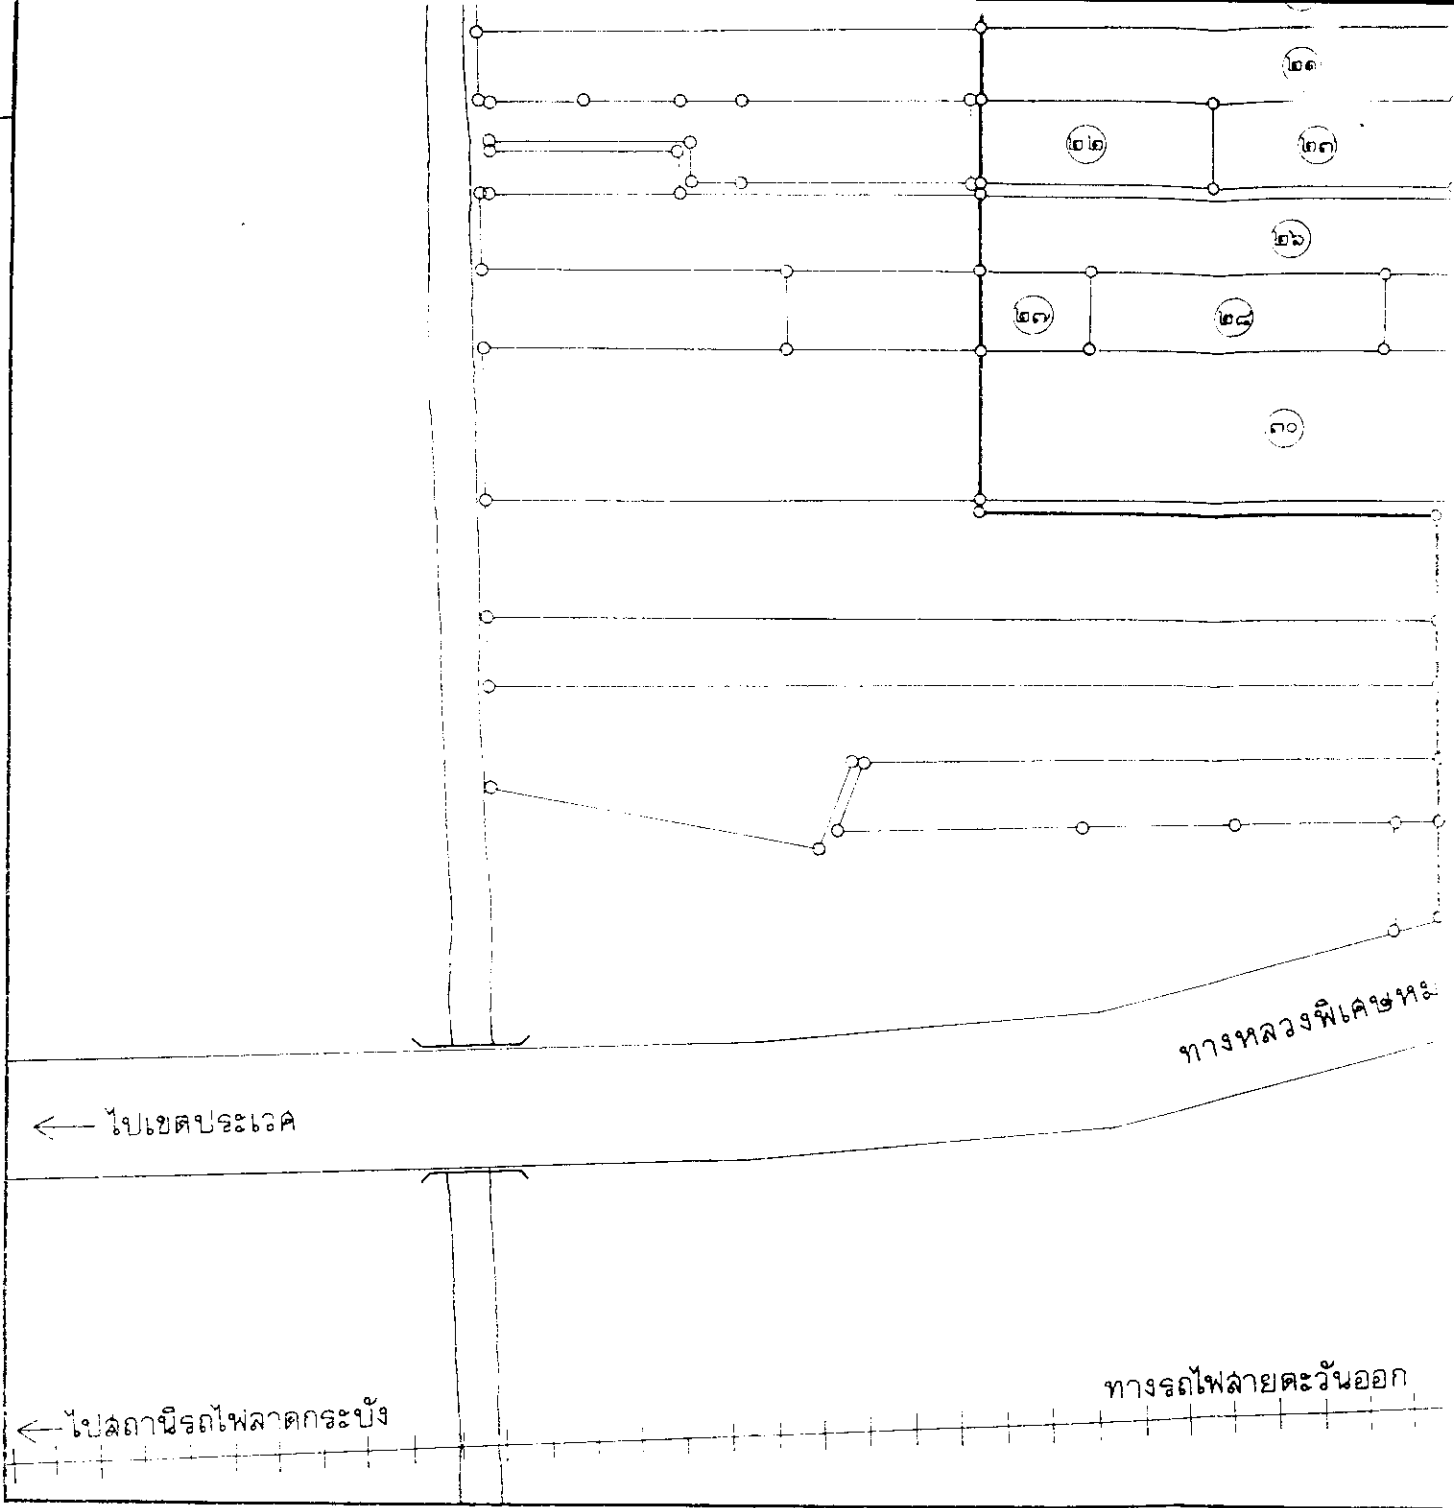 ๒๑
๒๒
๒๓
๒๖
๒๗
๒๘
๓๐
ทางหลวงพิเศษ
← ไปเขตประเวศ
ทางรถไฟสายตะวันออก
← ไปสถานีรถไฟลาดกระบัง